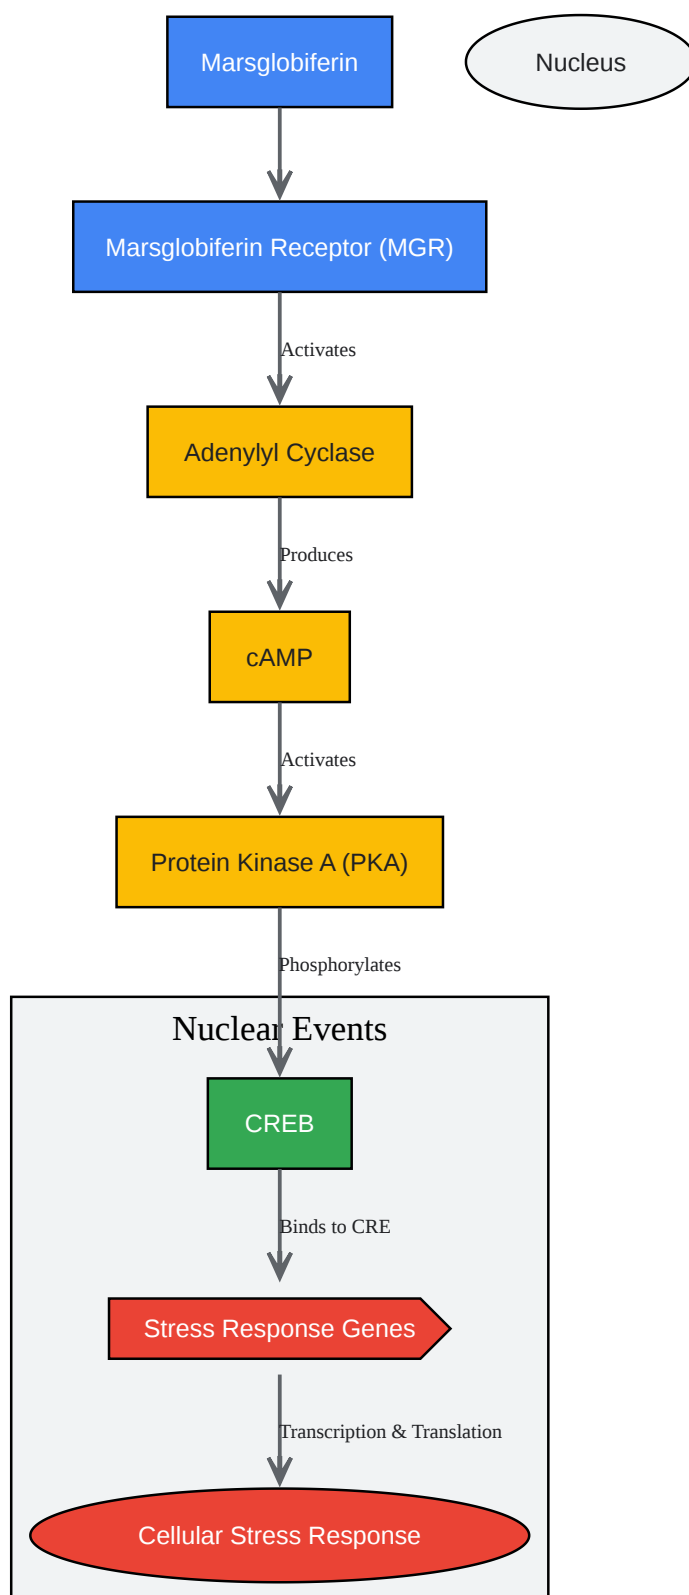 Marsglobiferin
Nucleus
Marsglobiferin Receptor (MGR)
Activates
Adenylyl Cyclase
Produces
cAMP
Activates
Protein Kinase A (PKA)
Phosphorylates
Nuclear Events
CREB
Binds to CRE
Stress Response Genes
Transcription & Translation
Cellular Stress Response